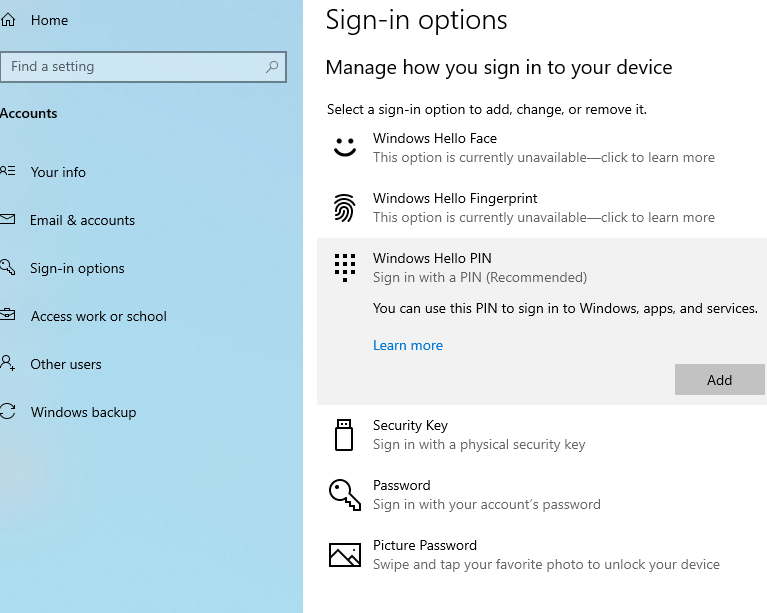 Home
Find a setting
Accounts
Your info
Email & accounts
Sign-in options
Access work or school
Other users
Windows backup
Sign-in options
Manage how you sign in to your device
Select a sign-in option to add, change, or remove it.
Windows Hello Face
This option is currently unavailable—click to learn more
Windows Hello Fingerprint
This option is currently unavailable—click to learn more
Windows Hello PIN
Sign in with a PIN (Recommended)
You can use this PIN to sign in to Windows, apps, and services.
Learn more
Add
Security Key
Sign in with a physical security key
Password
Sign in with your account's password
Picture Password
Swipe and tap your favorite photo to unlock your device